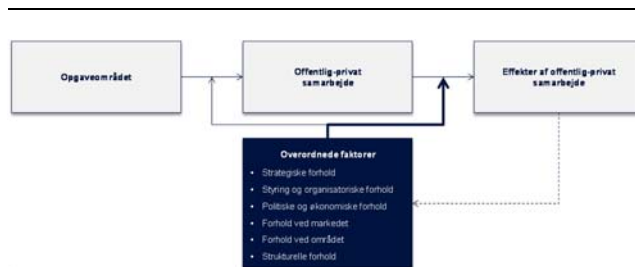 Opgaveområdet
Offentlig-privat
samarbejde
Effekter af offentlig-privat
samarbejde
Overordnede faktorer
• Strategiske forhold
• Styring og organisatoriske forhold
• Politiske og økonomiske forhold
• Forhold ved markedet
• Forhold ved området
• Strukturelle forhold